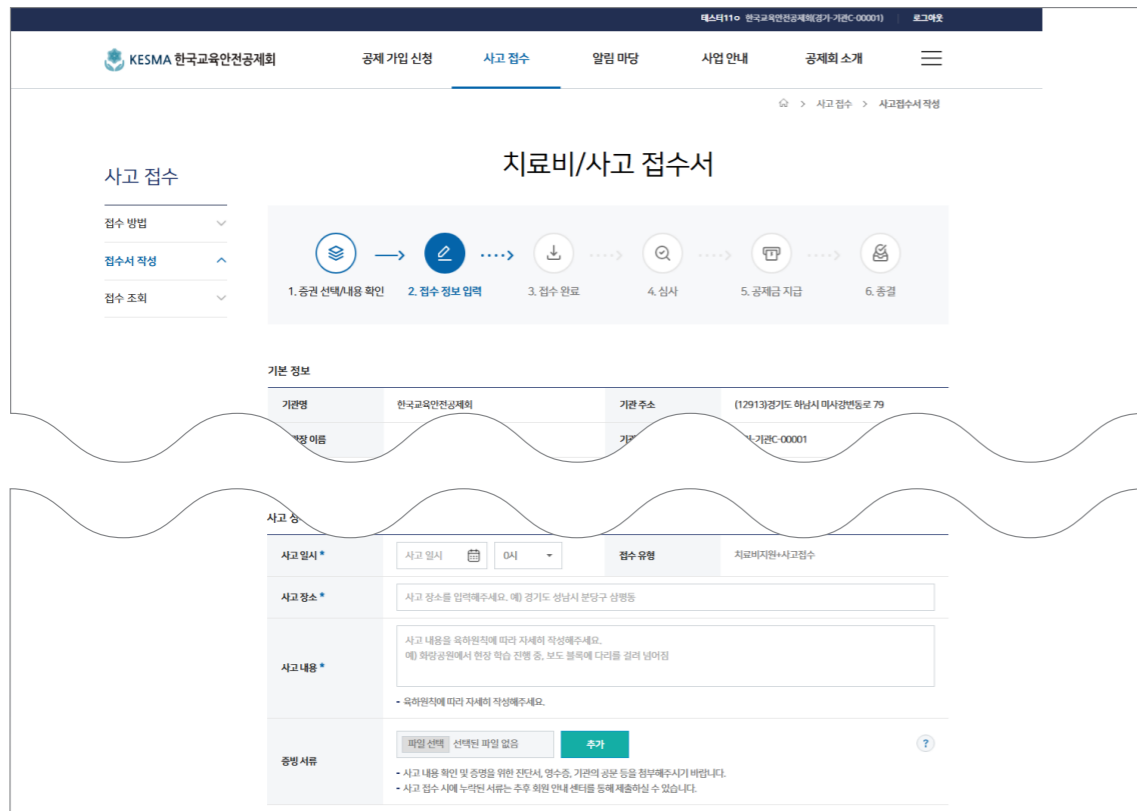 테스터11ㅇ 한국교육안전공제회(경기-기관C-00001) 로그아웃
KESMA 한국교육안전공제회 공제 가입 신청 사고 접수 알림 마당 사업 안내 공제회 소개
> 사고 접수 > 사고접수서 작성
사고 접수
치료비/사고 접수서
접수 방법
접수서 작성
접수 조회
1. 증권 선택/내용 확인 2. 접수 정보 입력 3. 접수 완료 4. 심사 5. 공제금 지급 6. 종결
기본 정보
기관명 한국교육안전공제회 기관 주소 (12913)경기도 하남시 미사강변동로 79
이름 -기관C-00001
사고
사고 일시 * 사고 일시 0시 접수 유형 치료비지원+사고접수
사고 장소 * 사고 장소를 입력해주세요. 예) 경기도 성남시 분당구 삼평동
사고 내용 *
사고 내용을 육하원칙에 따라 자세히 작성해주세요.
예) 화랑공원에서 현장 학습 진행 중, 보도 블록에 다리를 걸려 넘어짐
- 육하원칙에 따라 자세히 작성해주세요.
증빙 서류
파일 선택 선택된 파일 없음 추가 ?
- 사고 내용 확인 및 증명을 위한 진단서, 영수증, 기관의 공문 등을 첨부해주시기 바랍니다.
- 사고 접수 시에 누락된 서류는 추후 회원 안내 센터를 통해 제출하실 수 있습니다.